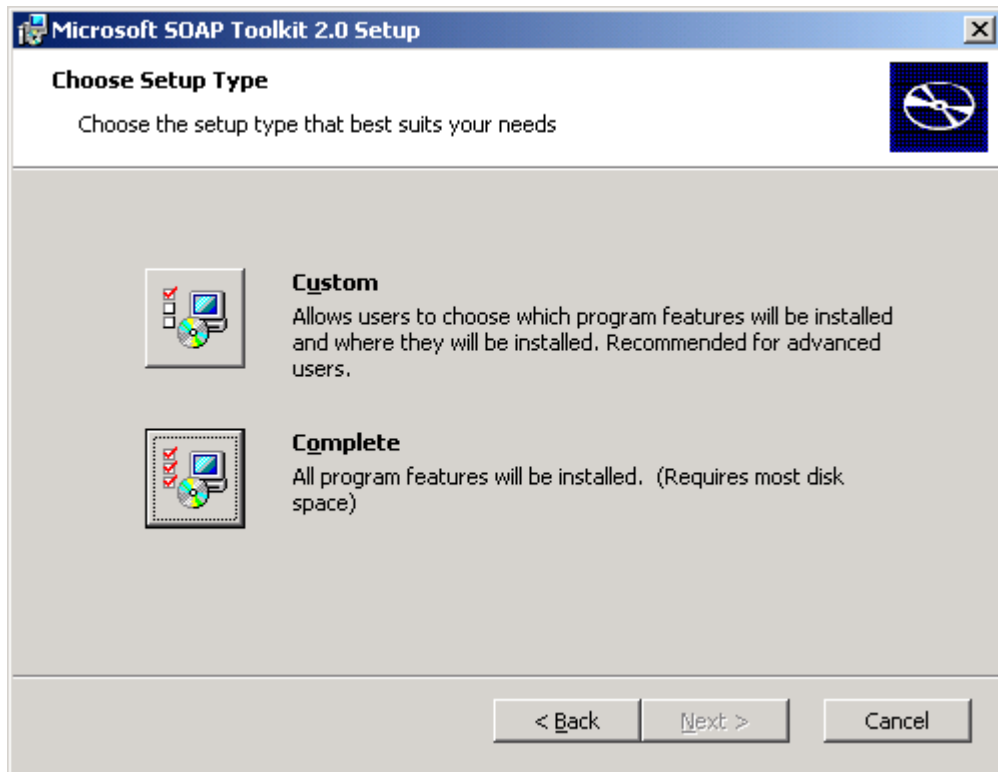 Microsoft SOAP Toolkit 2.0 Setup
Choose Setup Type
Choose the setup type that best suits your needs
Custom
Allows users to choose which program features will be installed
and where they will be installed. Recommended for advanced
users.
Complete
All program features will be installed.  (Requires most disk
space)
< Back
Next >
Cancel